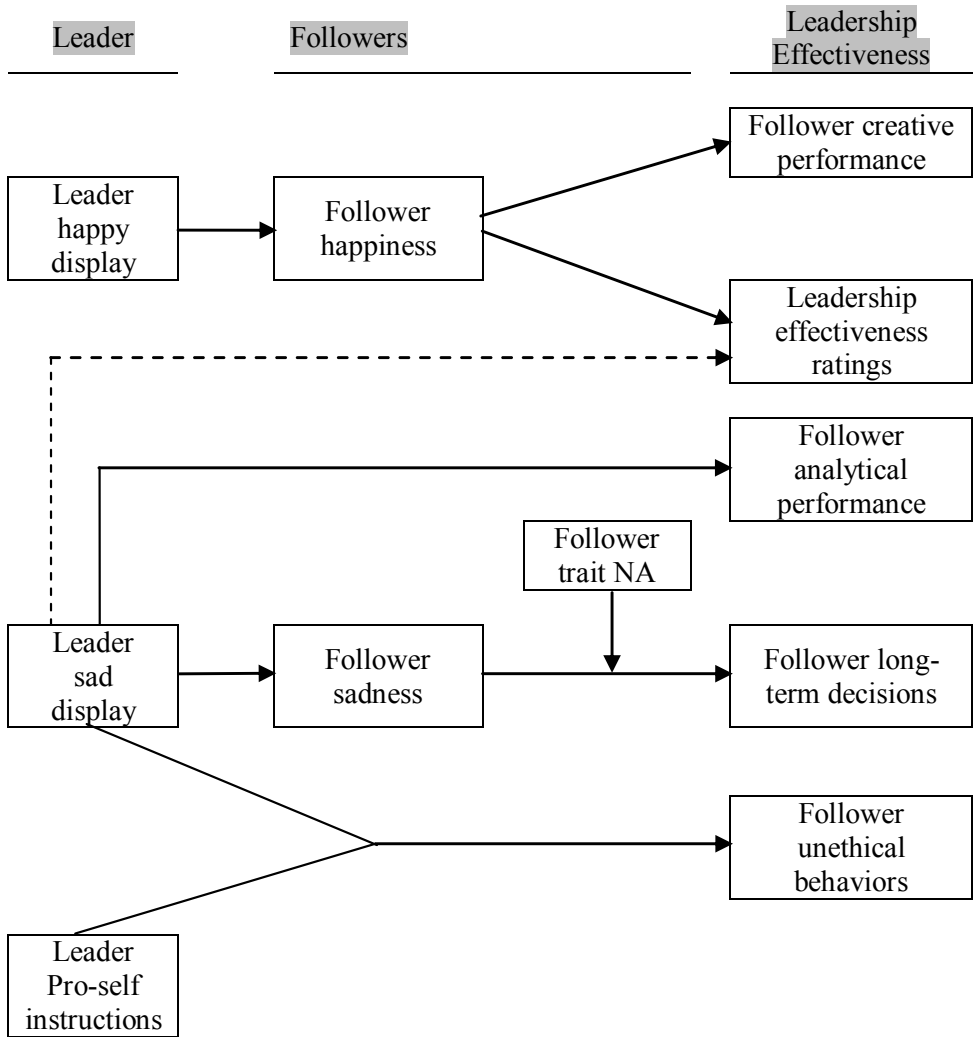 Leader
Followers
Leadership
Effectiveness
Follower creative
performance
Leader
happy
display
Follower
happiness
Leadership
effectiveness
ratings
Follower
analytical
performance
Follower
trait NA
Leader
sad
display
Follower
sadness
Follower long-
term decisions
Follower
unethical
behaviors
Leader
Pro-self
instructions